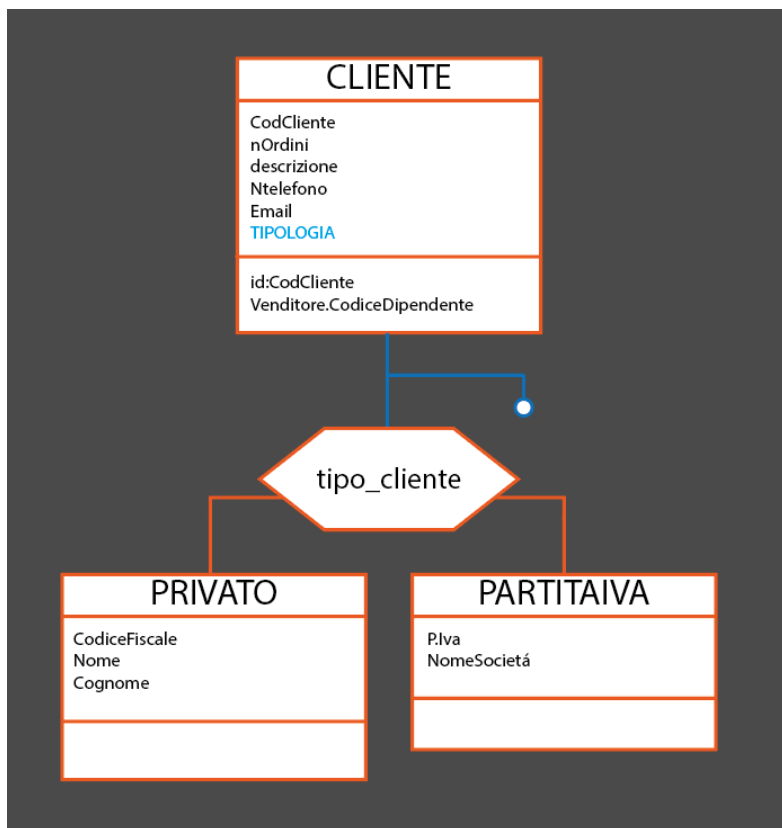 CLIENTE
CodCliente
nOrdini
descrizione
Ntelefono
Email
TIPOLOGIA
id:CodCliente
Venditore.CodiceDipendente
tipo_cliente
PRIVATO
CodiceFiscale
Nome
Cognome
PARTITAIVA
P.Iva
NomeSocietá